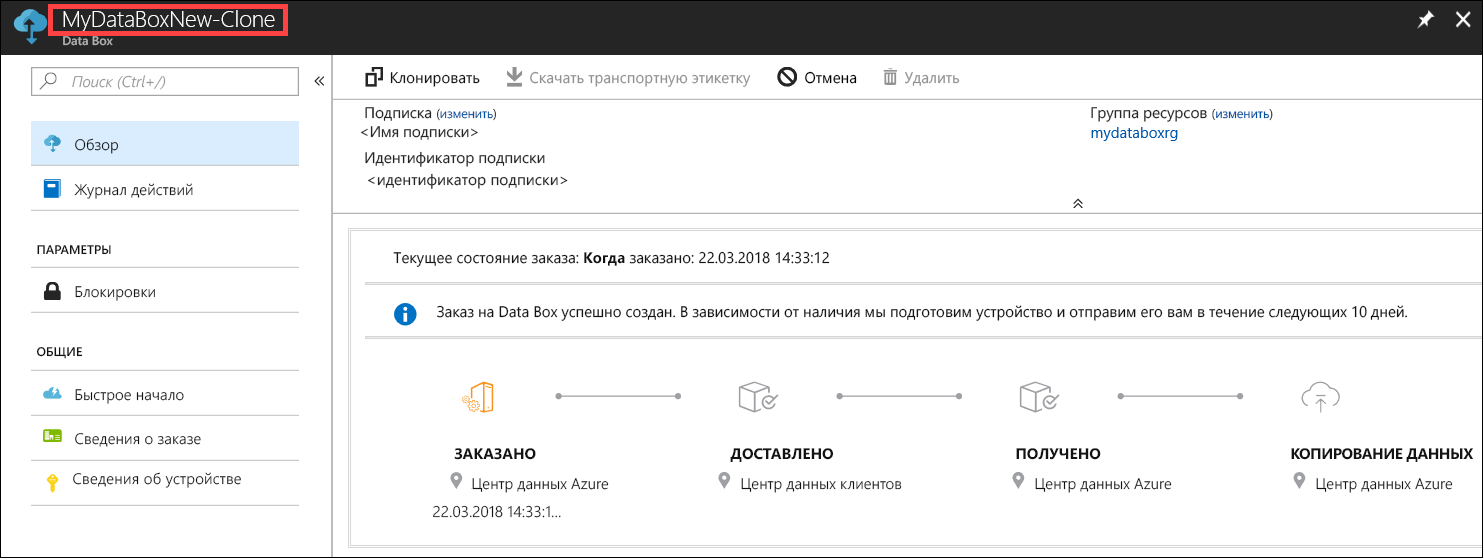 MyDataBoxNew-Clone
Data Box
Поиск (Ctrl+/)
«
Обзор
Журнал действий
ПАРАМЕТРЫ
Блокировки
ОБЩИЕ
Быстрое начало
Сведения о заказе
Сведения об устройстве
Клонировать Скачать транспортную этикетку Отмена Удалить
Подписка (изменить)
<Имя подписки>
Идентификатор подписки
<идентификатор подписки>
Группа ресурсов (изменить)
mydataboxrg
Текущее состояние заказа: Когда заказано: 22.03.2018 14:33:12
Заказ на Data Box успешно создан. В зависимости от наличия мы подготовим устройство и отправим его вам в течение следующих 10 дней.
ЗАКАЗАНО ДОСТАВЛЕНО ПОЛУЧЕНО КОПИРОВАНИЕ ДАННЫХ
Центр данных Azure Центр данных клиентов Центр данных Azure Центр данных Azure
22.03.2018 14:33:1...